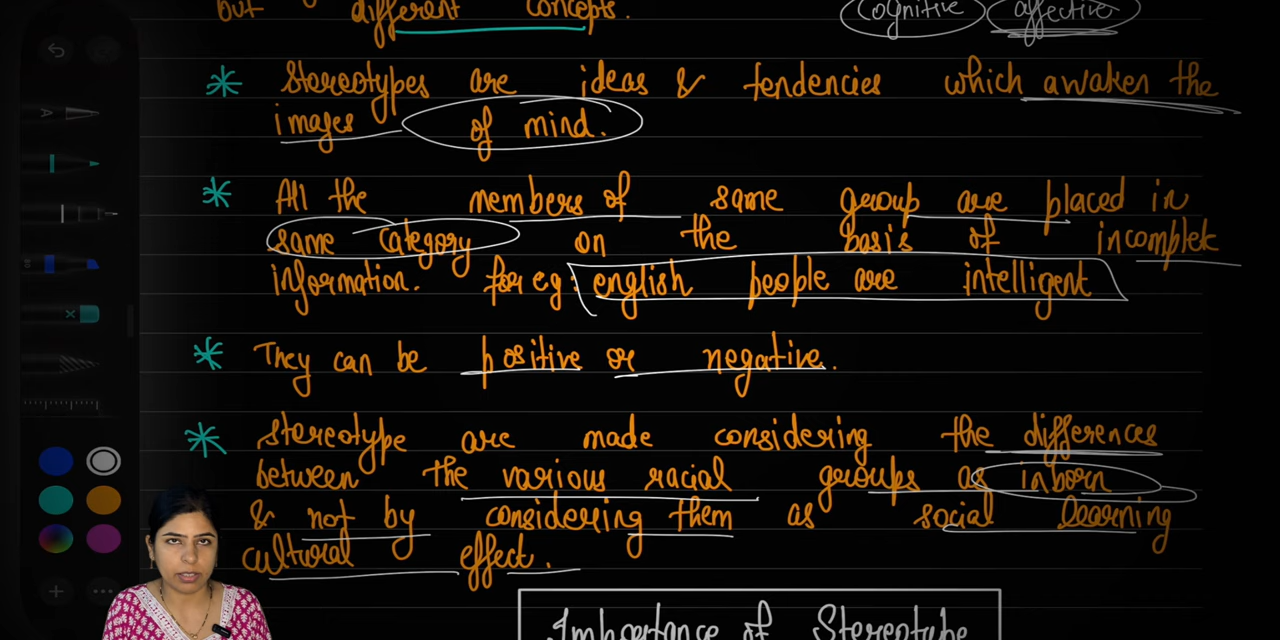 but different concepts.
cognitive affective
* Stereotypes are ideas & tendencies which awaken the
images of mind.
* All the members of same group are placed in
same category on the basis of incomplete
information. for eg: english people are intelligent
* They can be positive or negative.
* Stereotype are made considering the differences
between the various racial groups as inborn
& not by considering them as social learning
cultural effect.
Importance of Stereotype